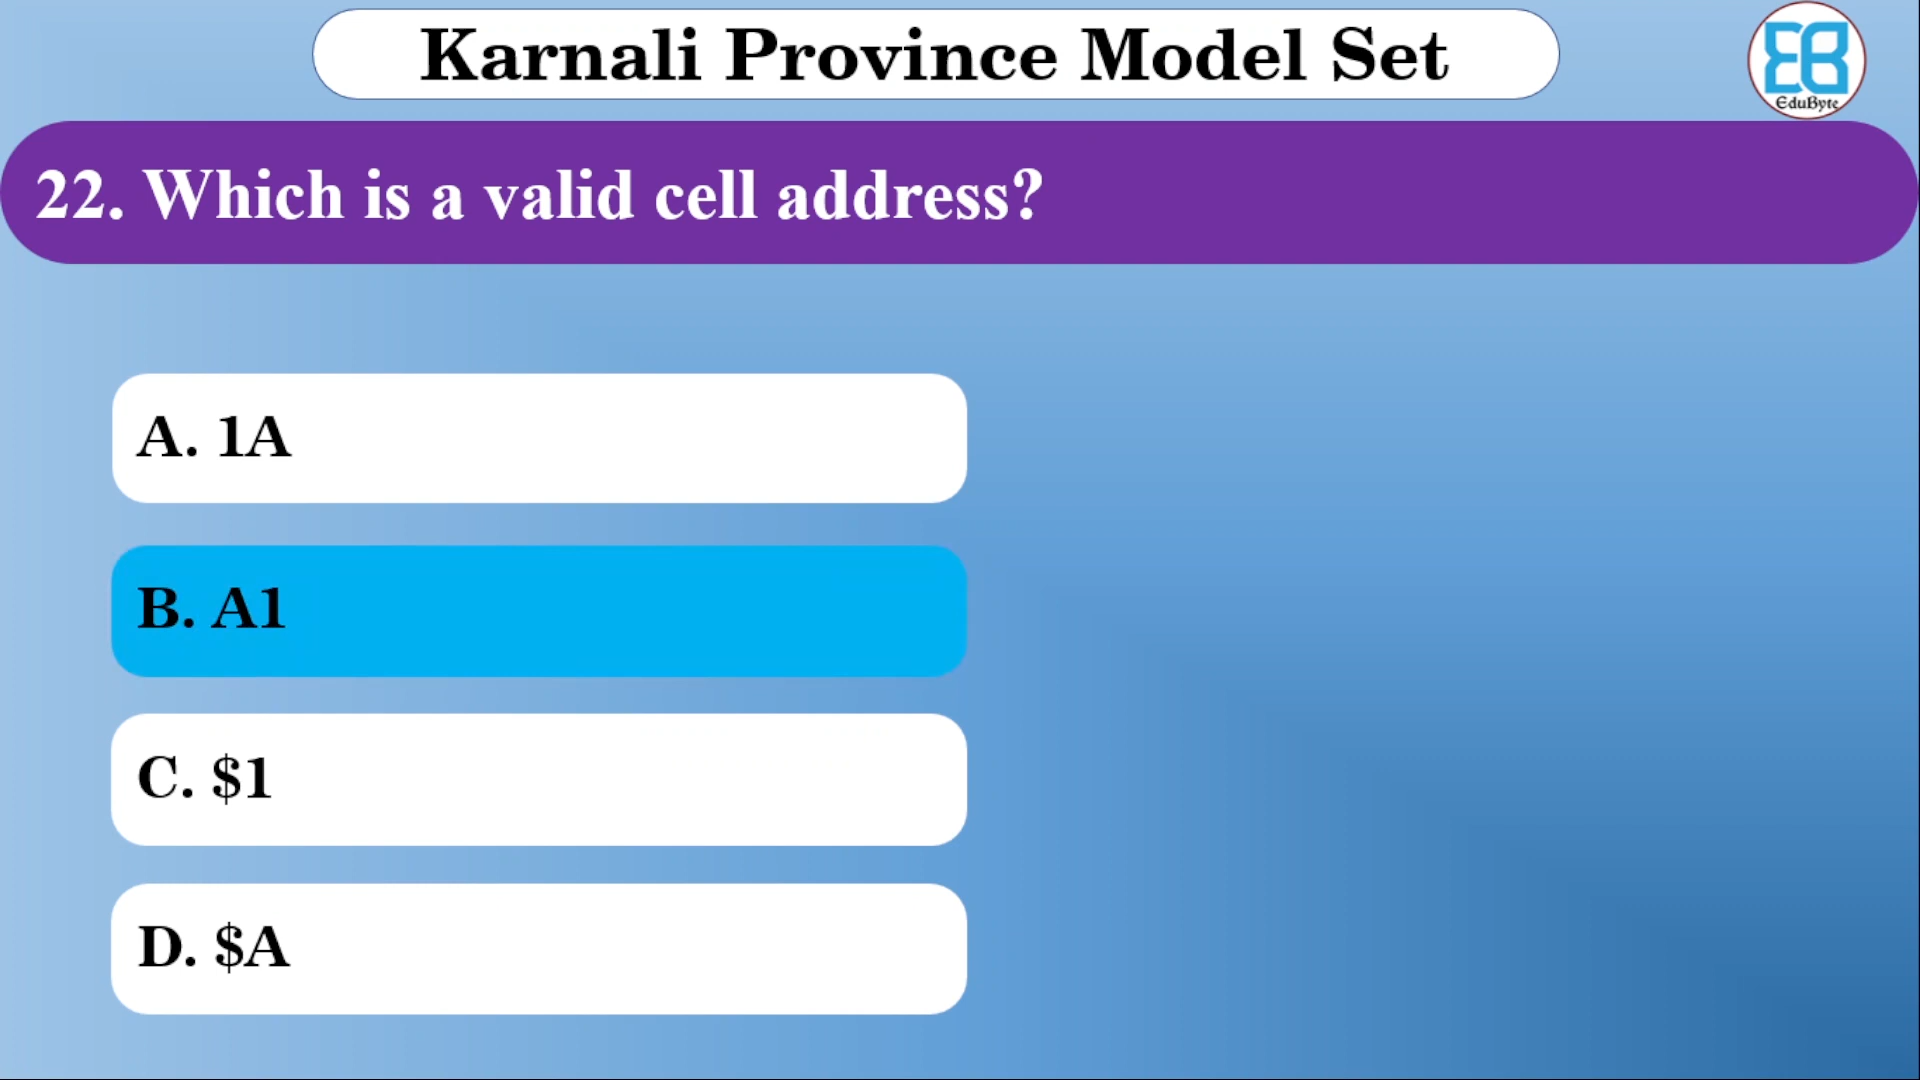 Karnali Province Model Set
EduByte
22. Which is a valid cell address?
A. 1A
B. A1
C. $1
D. $A